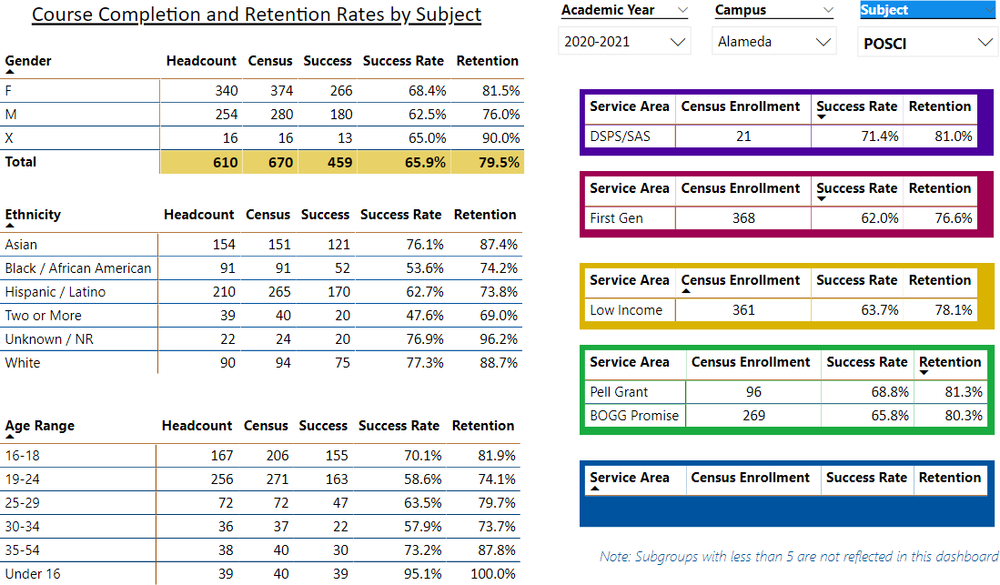 Course Completion and Retention Rates by Subject
Academic Year Campus Subject
2020-2021 Alameda POSCI
Gender Headcount Census Success Success Rate Retention
F 340 374 266 68.4% 81.5%
M 254 280 180 62.5% 76.0%
X 16 16 13 65.0% 90.0%
Total 610 670 459 65.9% 79.5%
Ethnicity Headcount Census Success Success Rate Retention
Asian 154 151 121 76.1% 87.4%
Black / African American 91 91 52 53.6% 74.2%
Hispanic / Latino 210 265 170 62.7% 73.8%
Two or More 39 40 20 47.6% 69.0%
Unknown / NR 22 24 20 76.9% 96.2%
White 90 94 75 77.3% 88.7%
Age Range Headcount Census Success Success Rate Retention
16-18 167 206 155 70.1% 81.9%
19-24 256 271 163 58.6% 74.1%
25-29 72 72 47 63.5% 79.7%
30-34 36 37 22 57.9% 73.7%
35-54 38 40 30 73.2% 87.8%
Under 16 39 40 39 95.1% 100.0%
Service Area Census Enrollment Success Rate Retention
DSPS/SAS 21 71.4% 81.0%
Service Area Census Enrollment Success Rate Retention
First Gen 368 62.0% 76.6%
Service Area Census Enrollment Success Rate Retention
Low Income 361 63.7% 78.1%
Service Area Census Enrollment Success Rate Retention
Pell Grant 96 68.8% 81.3%
BOGG Promise 269 65.8% 80.3%
Service Area Census Enrollment Success Rate Retention
Note: Subgroups with less than 5 are not reflected in this dashboard